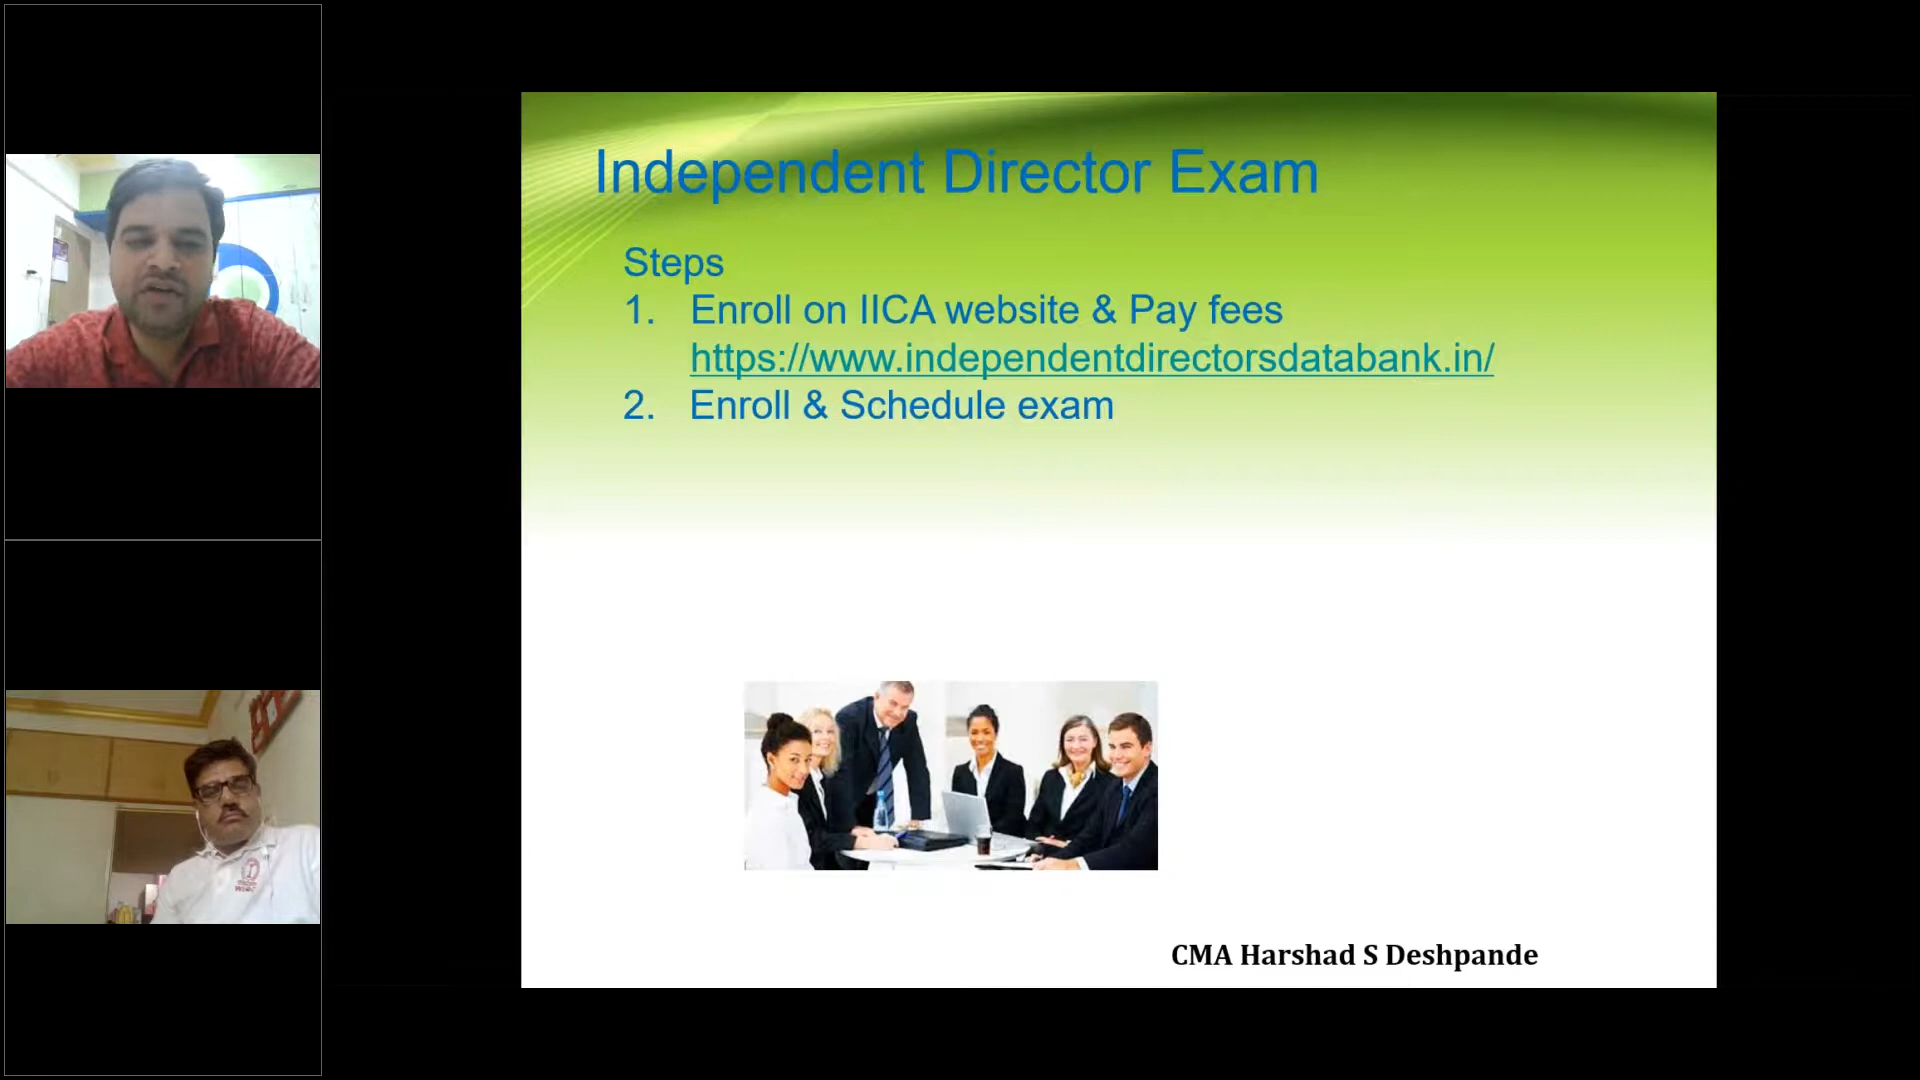 Independent Director Exam
Steps
1. Enroll on IICA website & Pay fees
https://www.independentdirectorsdatabank.in/
2. Enroll & Schedule exam
CMA Harshad S Deshpande